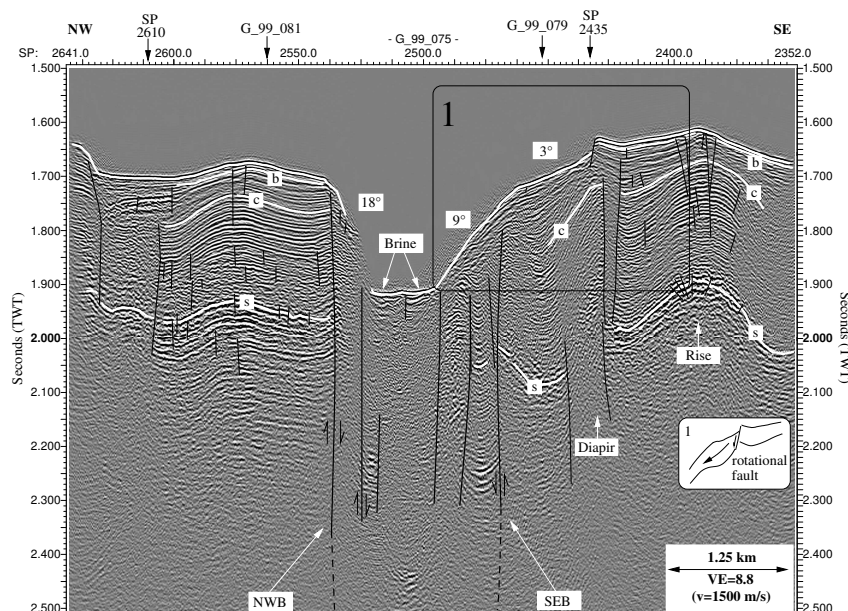 NW
SP
2610
G_99_081
- G_99_075 -
G_99_079
SP
2435
SE
SP:
2641.0
2600.0
2550.0
2500.0
2400.0
2352.0
1.500
1.500
1.600
1.600
1.700
1.700
1.800
1.800
1.900
1.900
2.000
2.000
2.100
2.100
2.200
2.200
2.300
2.300
2.400
2.400
2.500
2.500
Seconds (TWT)
Seconds (TWT)
1
3°
b
b
c
c
18°
9°
c
Brine
s
s
s
Rise
Diapir
1
rotational
fault
NWB
SEB
1.25 km
VE=8.8
(v=1500 m/s)